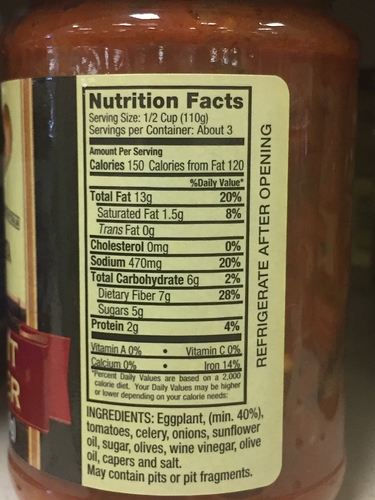 Nutrition Facts
Serving Size: 1/2 Cup (110g)
Servings per Container: About 3
Amount Per Serving
Calories 150 Calories from Fat 120
%Daily Value*
Total Fat 13g 20%
Saturated Fat 1.5g 8%
Trans Fat 0g
Cholesterol 0mg 0%
Sodium 470mg 20%
Total Carbohydrate 6g 2%
Dietary Fiber 7g 28%
Sugars 5g
Protein 2g 4%
Vitamin A 0% • Vitamin C 0%
Calcium 0% • Iron 14%
*Percent Daily Values are based on a 2,000
calorie diet. Your Daily Values may be higher
or lower depending on your calorie needs:
INGREDIENTS: Eggplant, (min. 40%),
tomatoes, celery, onions, sunflower
oil, sugar, olives, wine vinegar, olive
oil, capers and salt.
May contain pits or pit fragments.
REFRIGERATE AFTER OPENING